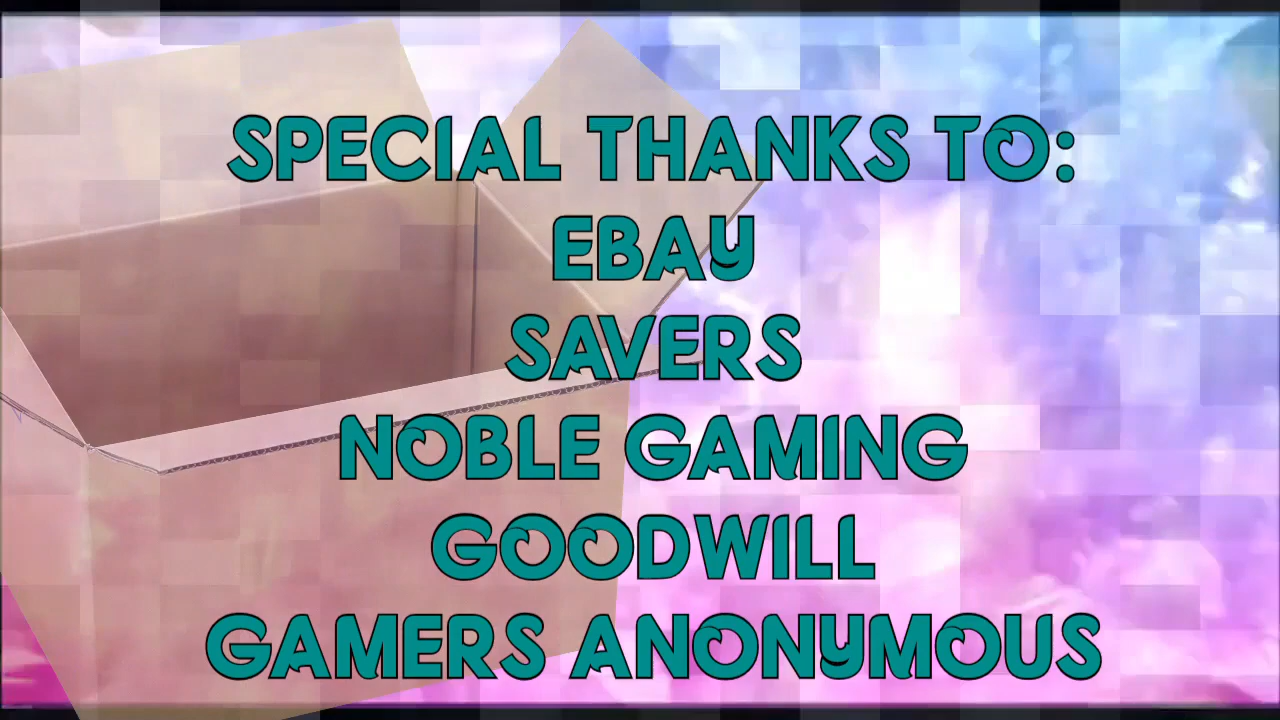 SPECIAL THANKS TO:
EBAY
SAVERS
NOBLE GAMING
GOODWILL
GAMERS ANONYMOUS